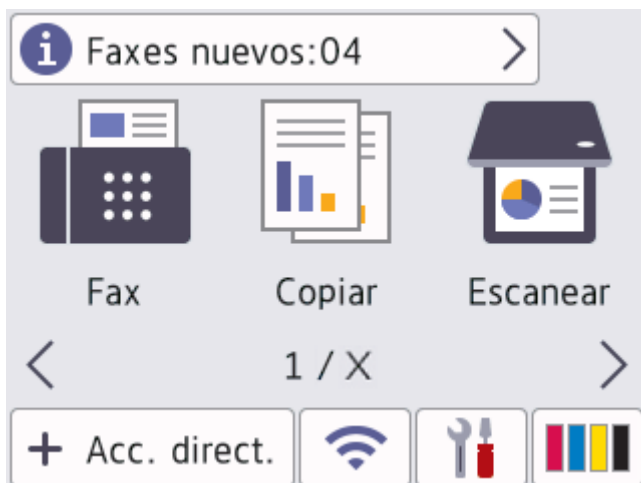 Faxes nuevos:04
Fax Copiar Escanear
1 / X
+ Acc. direct.